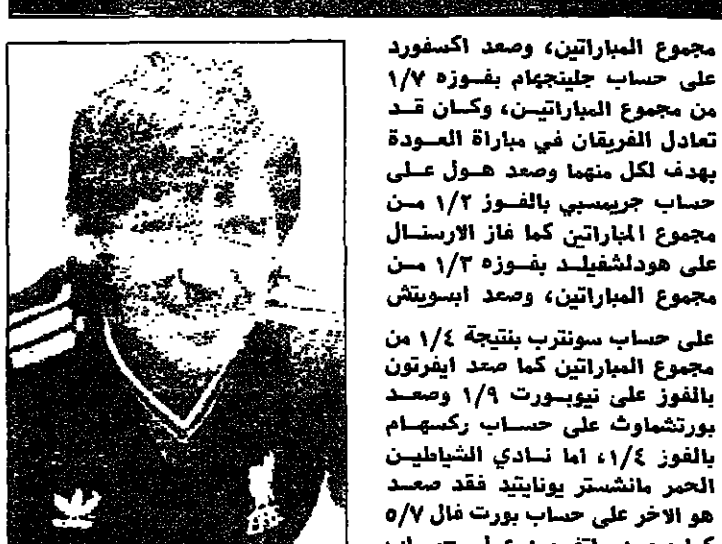 مجموع المباراتين، وصعد اكسفورد
على حساب جلينجهام بفوزه ١/٧
من مجموع المباراتين، وكان قد
تعادل الفريقان في مباراة العودة
بهدف لكل منهما وصعد هول على
حساب جريمسبي بالفوز ١/٢ من
مجموع المباراتين كما فاز الارسنال
على هودلشفيلد بفوزه ١/٣ من
مجموع المباراتين، وصعد ابسويتش
على حساب سونترب بنتيجة ١/٤ من
مجموع المباراتين كما صعد ايفرتون
بالفوز على نيوبورت ١/٩ وصعد
بورتشماوث على حساب ركسهام
بالفوز ١/٤، أما نادي الشياطين
الحمر مانشستر يونايتيد فقد صعد
هو الاخر على حساب بورت فال ٥/٧